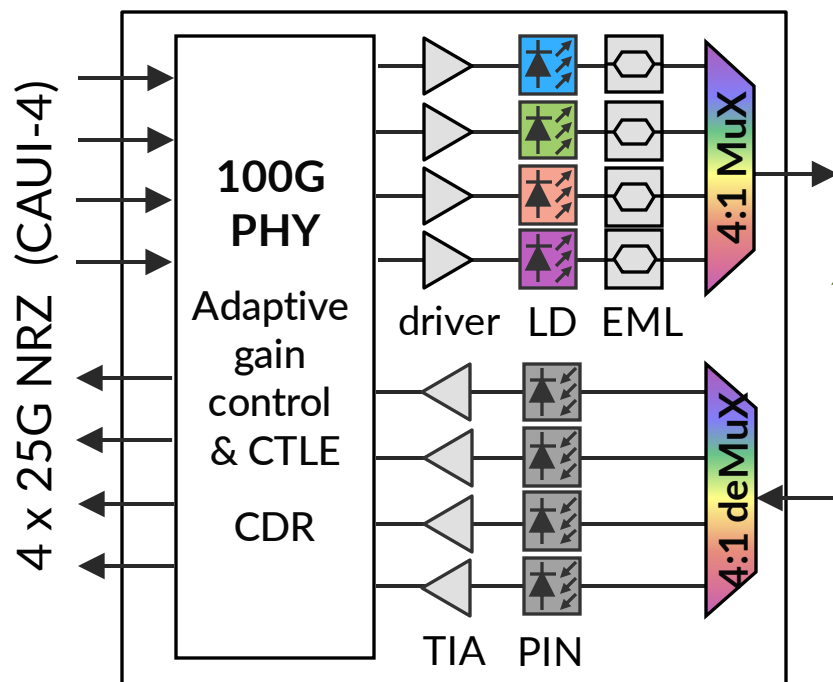 4 x 25G NRZ (CAUI-4)
100G
PHY
Adaptive
gain
control
& CTLE
CDR
driver LD EML
4:1 MuX
4:1 deMuX
TIA PIN